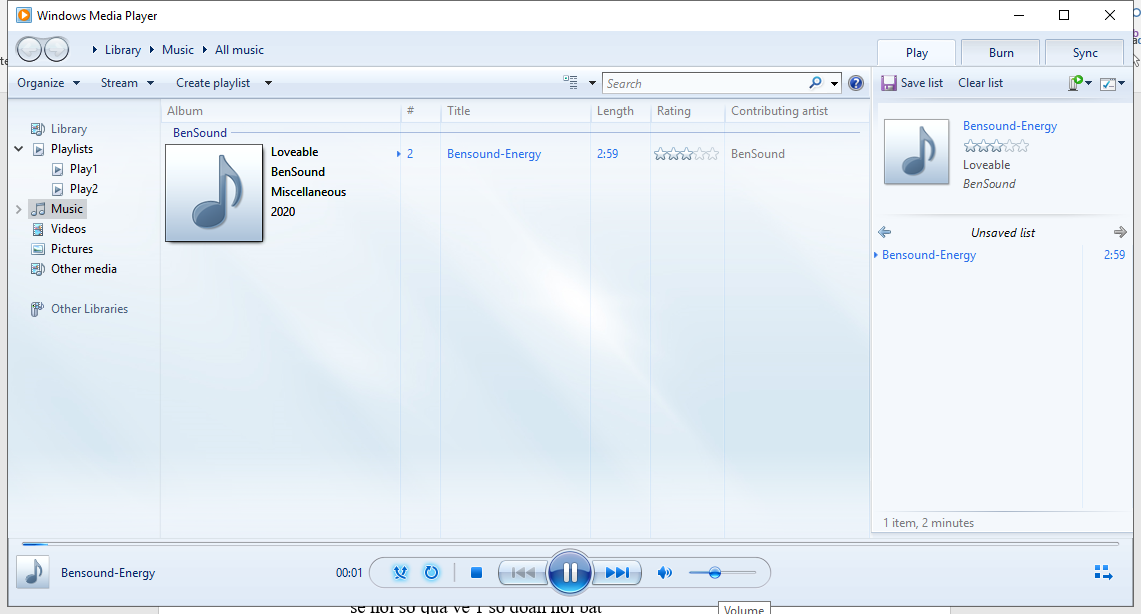 Windows Media Player
Library Music All music
Play Burn Sync
Organize Stream Create playlist Search Save list Clear list
Album # Title Length Rating Contributing artist
BenSound
Loveable
BenSound
Miscellaneous
2020
2 Bensound-Energy 2:59 BenSound
Library
Playlists
Play1
Play2
Music
Videos
Pictures
Other media
Other Libraries
Bensound-Energy
Loveable
BenSound
Unsaved list
Bensound-Energy 2:59
1 item, 2 minutes
Bensound-Energy 00:01
Volume